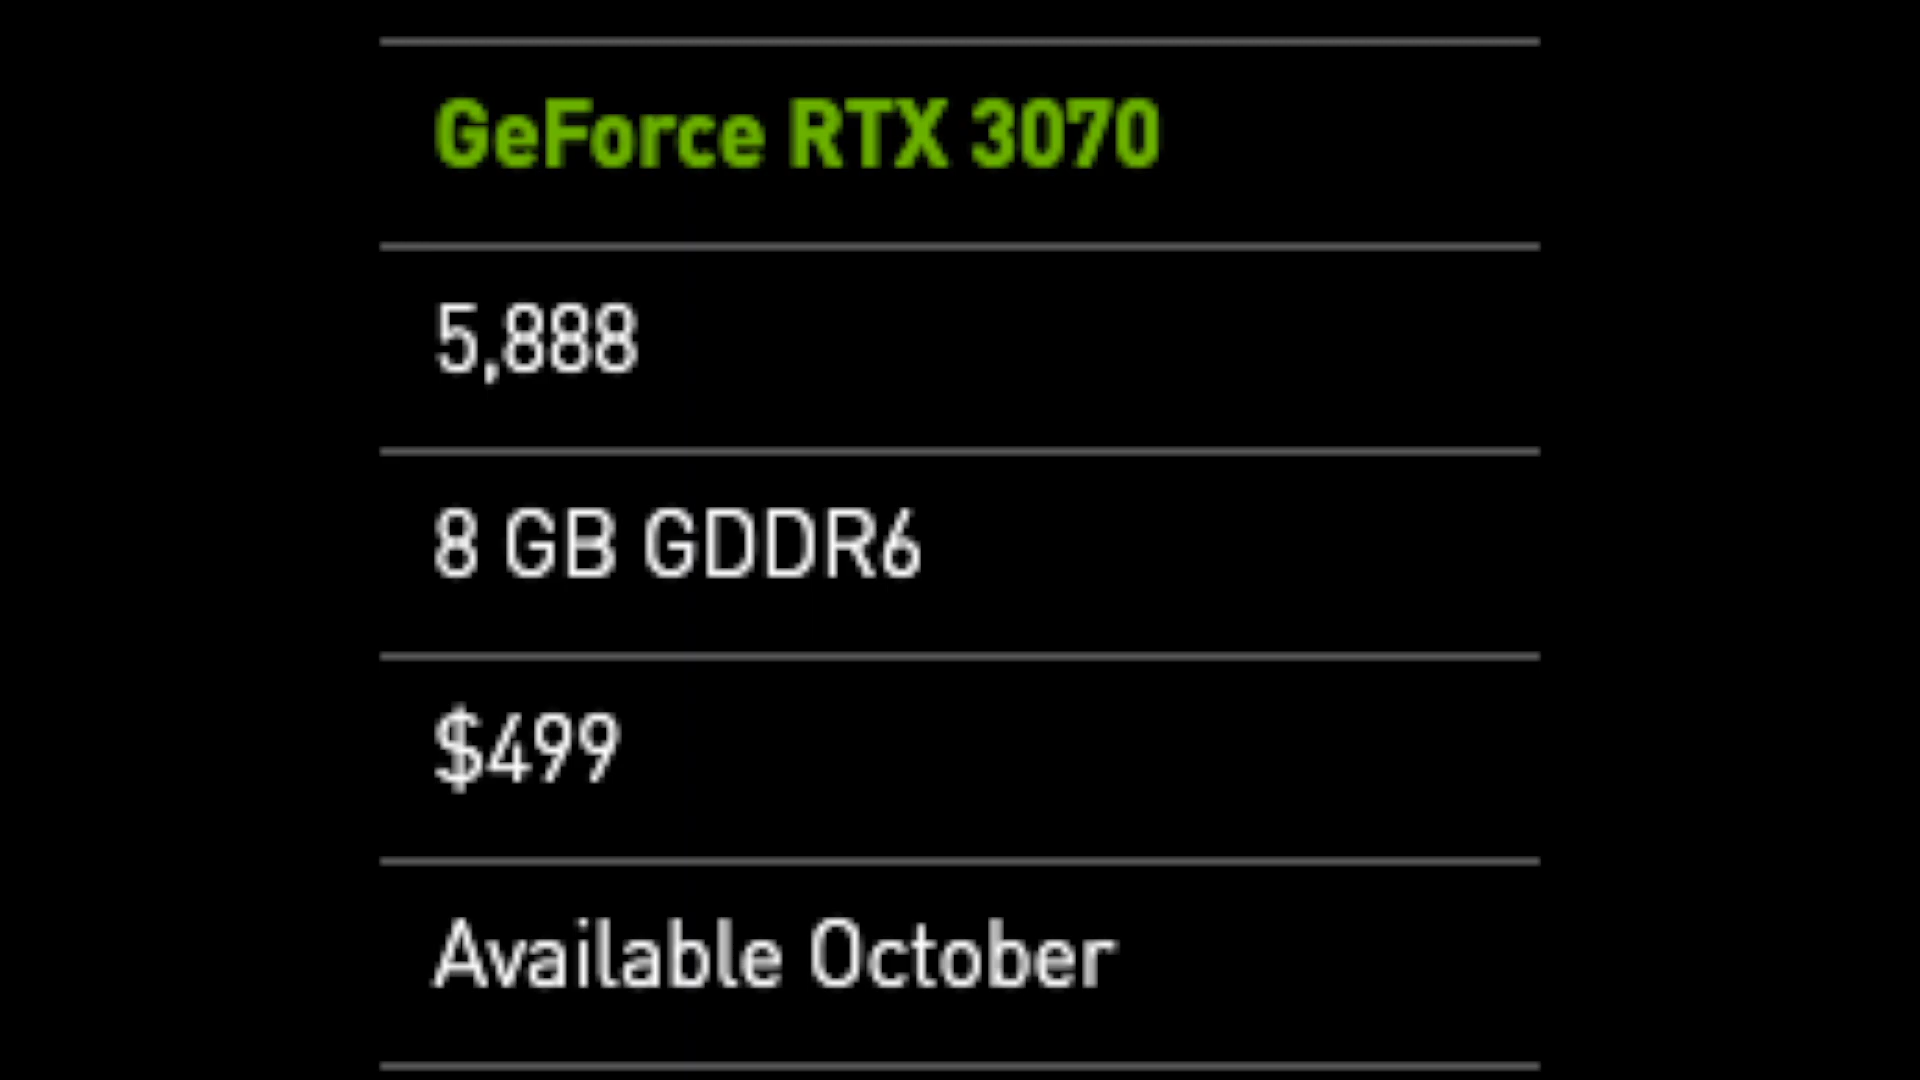 GeForce RTX 3070
5,888
8 GB GDDR6
$499
Available October